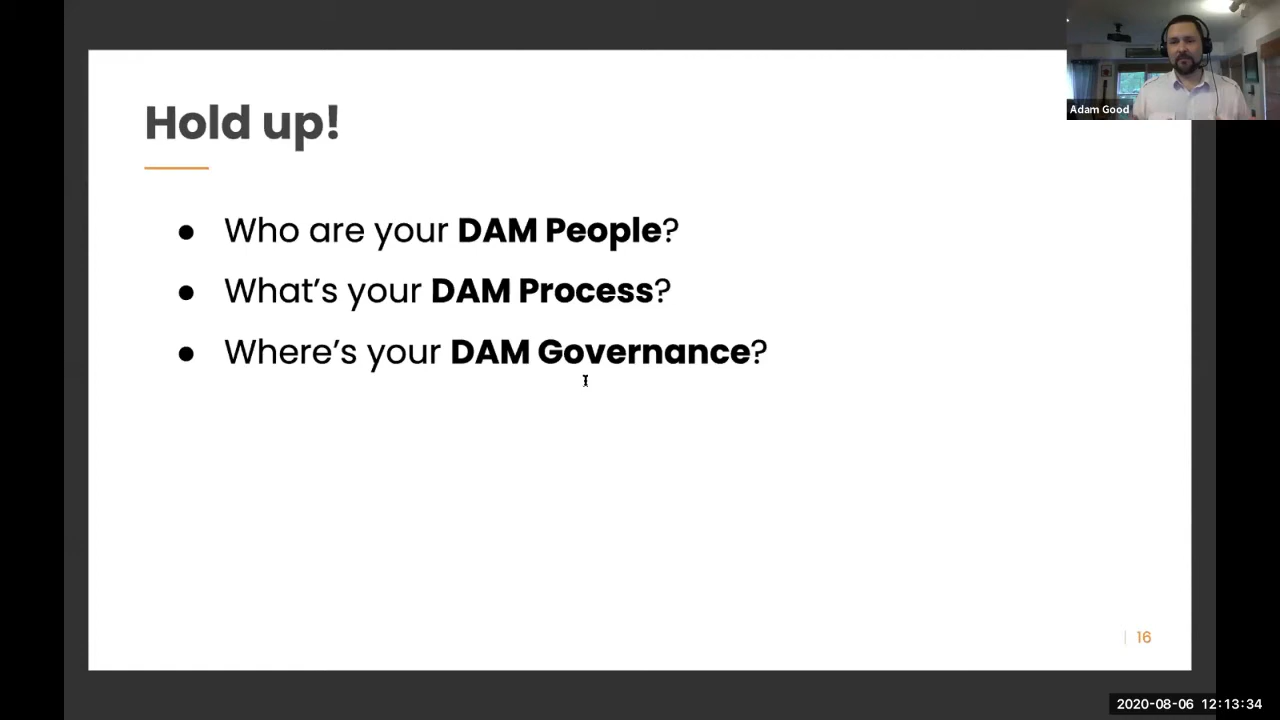 Hold up!
● Who are your DAM People?
● What’s your DAM Process?
● Where’s your DAM Governance?
16
Adam Good
2020-08-06 12:13:34